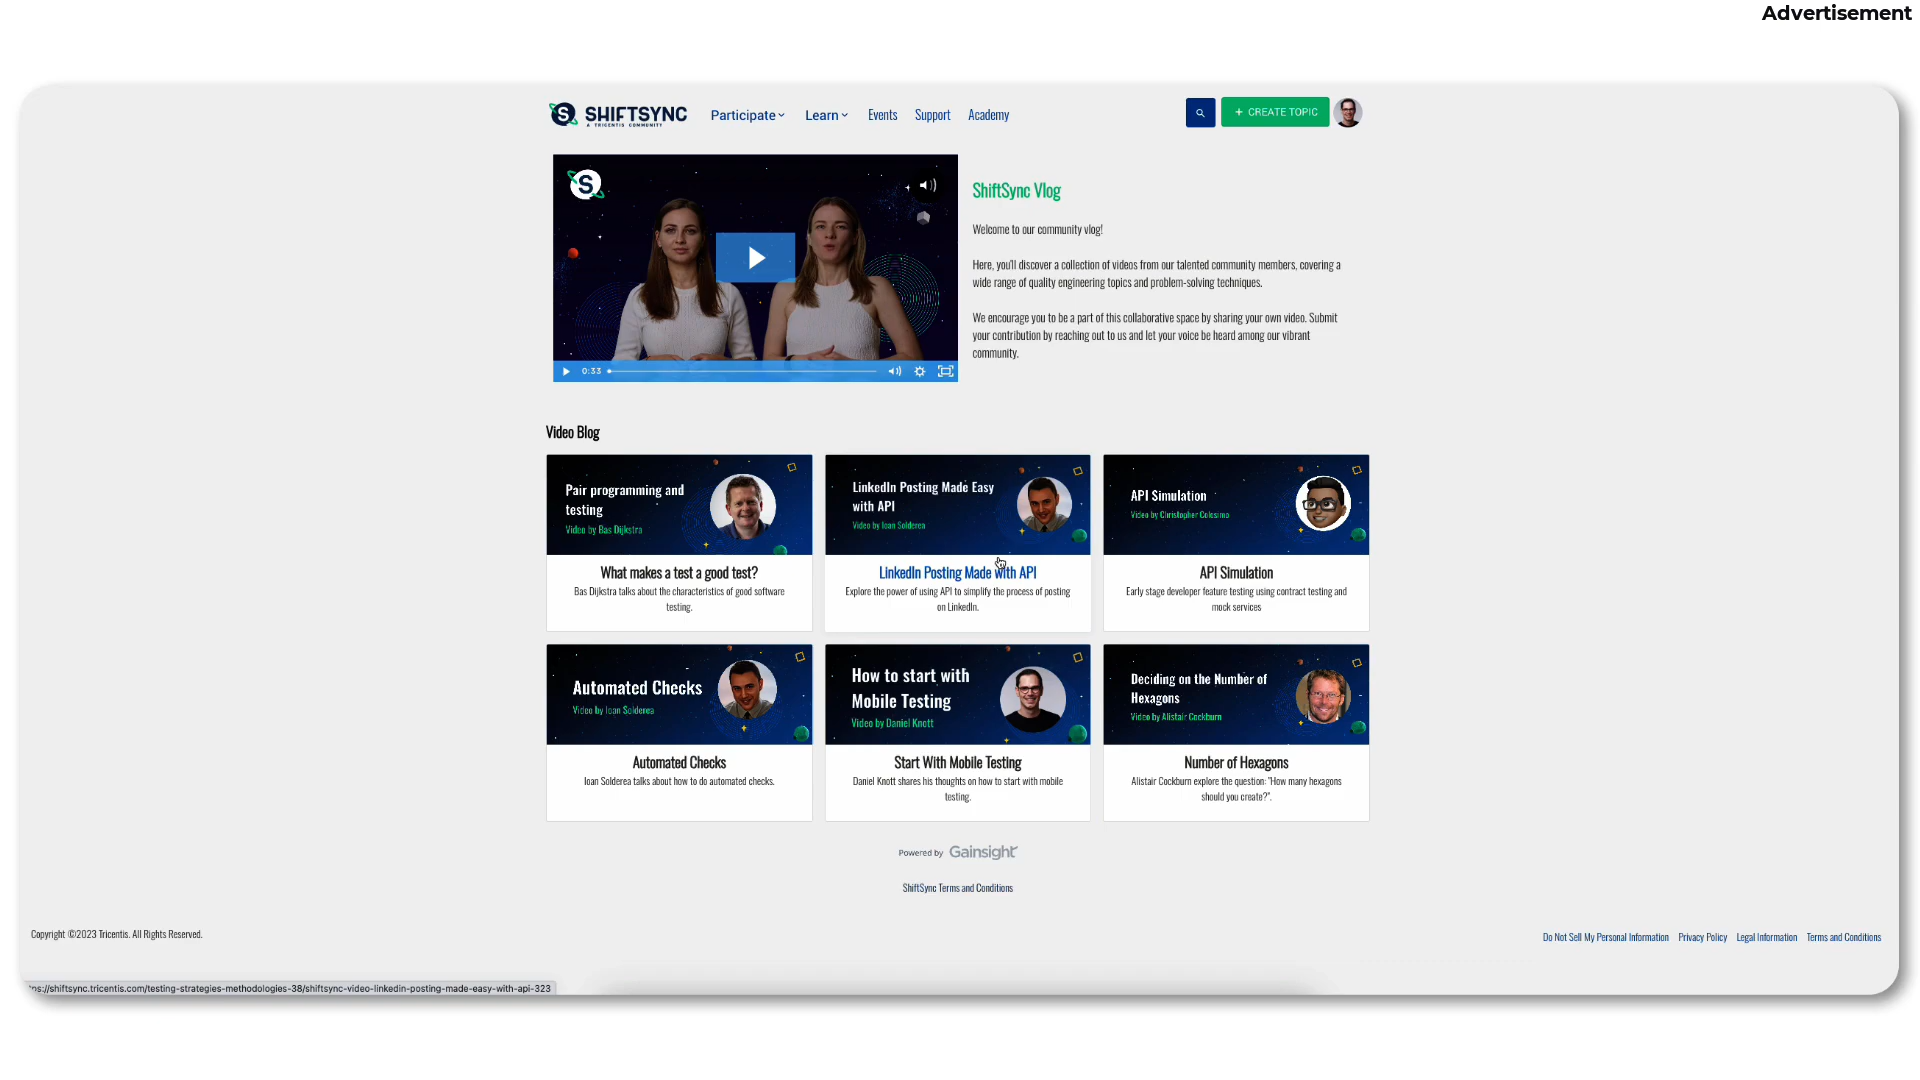 Advertisement
SHIFTSYNC
A TRICENTIS COMMUNITY
Participate
Learn
Events
Support
Academy
+ CREATE TOPIC
S
ShiftSync Vlog
Welcome to our community vlog!
Here, you'll discover a collection of videos from our talented community members, covering a
wide range of quality engineering topics and problem-solving techniques.
We encourage you to be a part of this collaborative space by sharing your own video. Submit
your contribution by reaching out to us and let your voice be heard among our vibrant
community.
0:33
Video Blog
Pair programming and
testing
Video by Bas Dijkstra
What makes a test a good test?
Bas Dijkstra talks about the characteristics of good software
testing.
LinkedIn Posting Made Easy
with API
Video by Ioan Solderea
LinkedIn Posting Made with API
Explore the power of using API to simplify the process of posting
on LinkedIn.
API Simulation
Video by Christopher Colosimo
API Simulation
Early stage developer feature testing using contract testing and
mock services
Automated Checks
Video by Ioan Solderea
Automated Checks
Ioan Solderea talks about how to do automated checks.
How to start with
Mobile Testing
Video by Daniel Knott
Start With Mobile Testing
Daniel Knott shares his thoughts on how to start with mobile
testing.
Deciding on the Number of
Hexagons
Video by Alistair Cockburn
Number of Hexagons
Alistair Cockburn explore the question: "How many hexagons
should you create?".
Powered by Gainsight
ShiftSync Terms and Conditions
Copyright ©2023 Tricentis. All Rights Reserved.
Do Not Sell My Personal Information
Privacy Policy
Legal Information
Terms and Conditions
ps://shiftsync.tricentis.com/testing-strategies-methodologies-38/shiftsync-video-linkedin-posting-made-easy-with-api-323